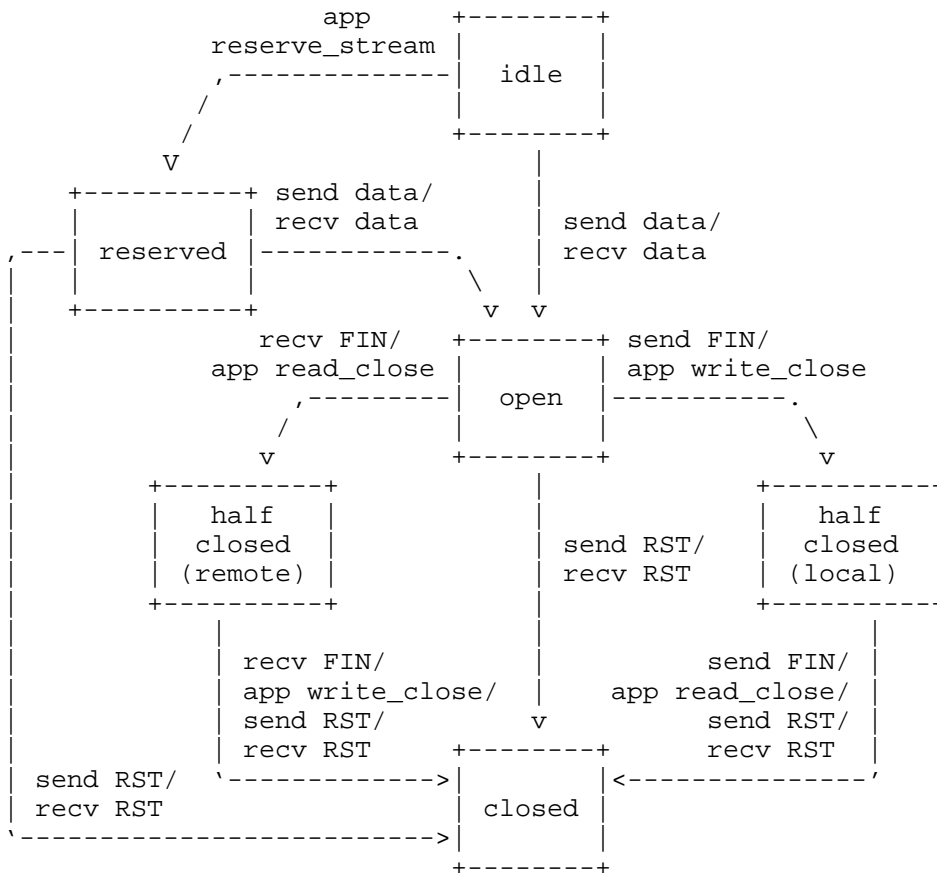 app
reserve_stream
idle
send data/
recv data
reserved
send data/
recv data
recv FIN/
app read_close
open
send FIN/
app write_close
half
closed
(remote)
send RST/
recv RST
half
closed
(local)
recv FIN/
app write_close/
send RST/
recv RST
send FIN/
app read_close/
send RST/
recv RST
send RST/
recv RST
closed